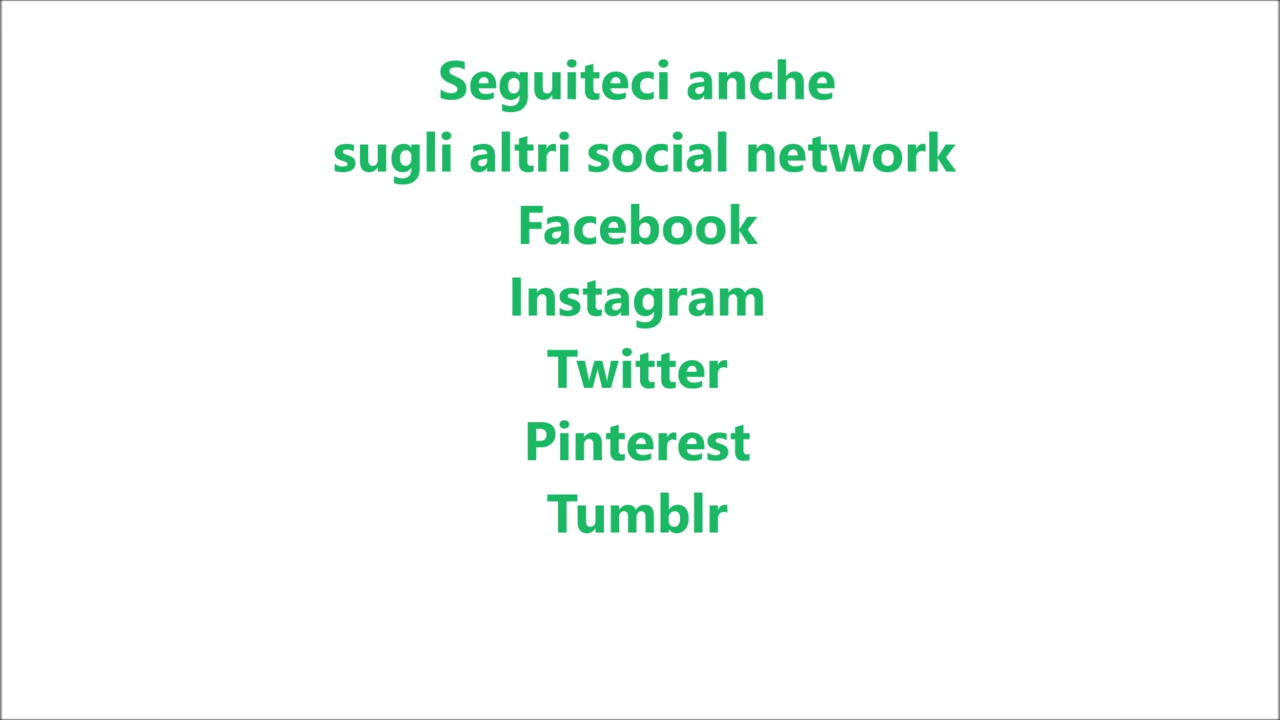 Seguiteci anche
sugli altri social network
Facebook
Instagram
Twitter
Pinterest
Tumblr